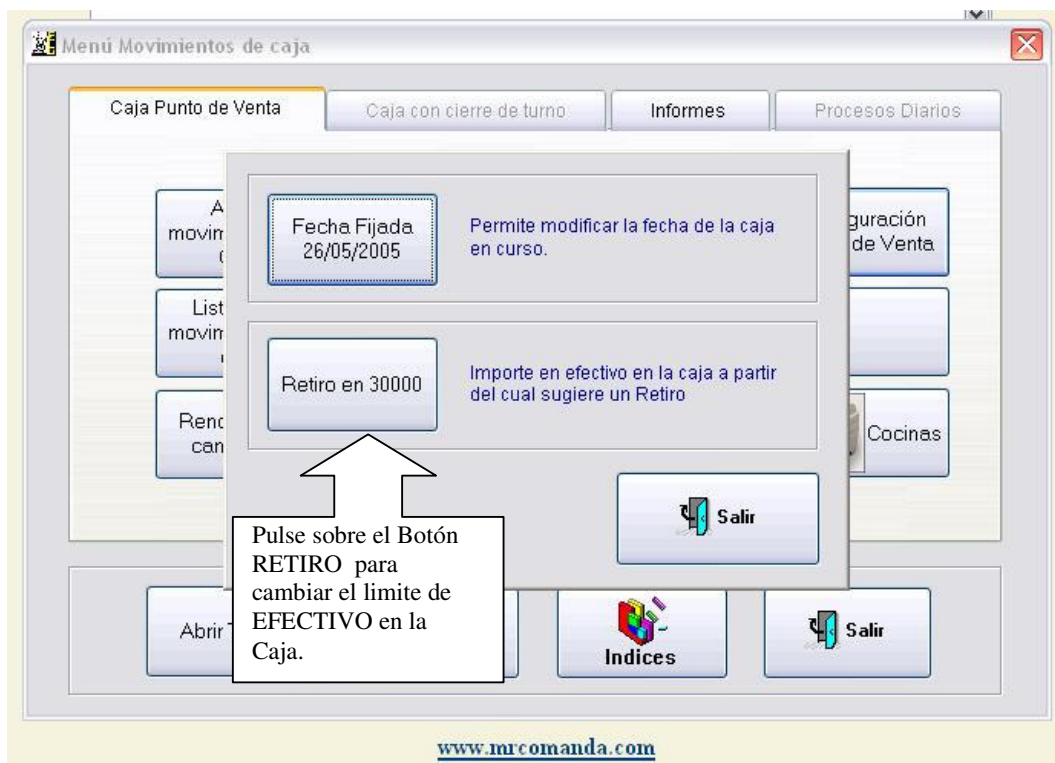 Menú Movimientos de caja
Caja Punto de Venta
Caja con cierre de turno
Informes
Procesos Diarios
Fecha Fijada
26/05/2005
Permite modificar la fecha de la caja
en curso.
Retiro en 30000
Importe en efectivo en la caja a partir
del cual sugiere un Retiro
Salir
de Venta
Cocinas
Pulse sobre el Botón
RETIRO para
cambiar el limite de
EFECTIVO en la
Caja.
Abrir
Indices
Salir
www.mrcomanda.com